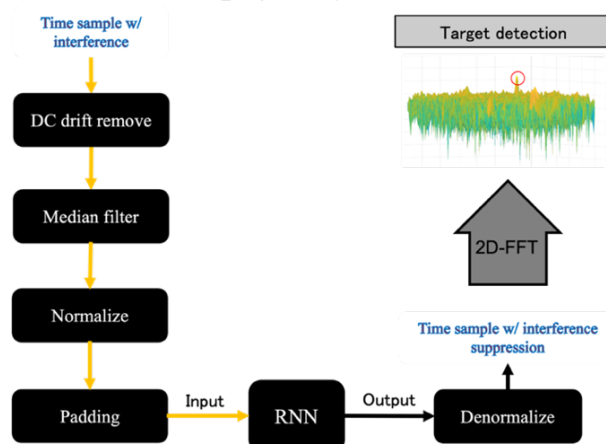 Time sample w/
interference
DC drift remove
Median filter
Normalize
Padding
Input
RNN
Output
Denormalize
Time sample w/ interference
suppression
2D-FFT
Target detection